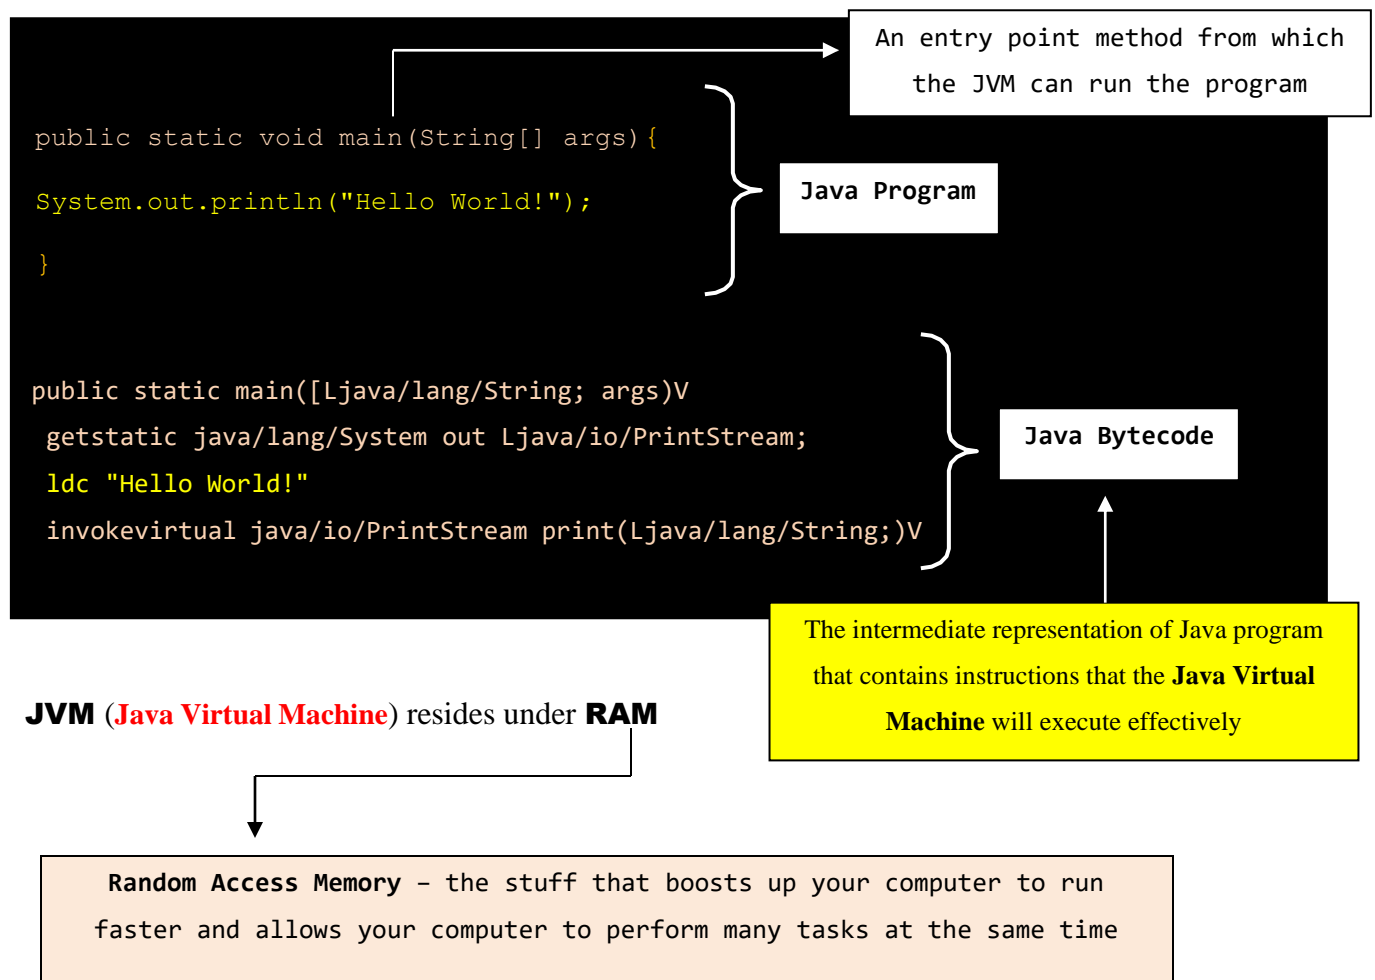 An entry point method from which
the JVM can run the program
public static void main(String[] args){
System.out.println("Hello World!");
}
Java Program
public static main([Ljava/lang/String; args)V
getstatic java/lang/System out Ljava/io/PrintStream;
ldc "Hello World!"
invokevirtual java/io/PrintStream print(Ljava/lang/String;)V
Java Bytecode
The intermediate representation of Java program
that contains instructions that the Java Virtual
Machine will execute effectively
JVM (Java Virtual Machine) resides under RAM
Random Access Memory – the stuff that boosts up your computer to run
faster and allows your computer to perform many tasks at the same time